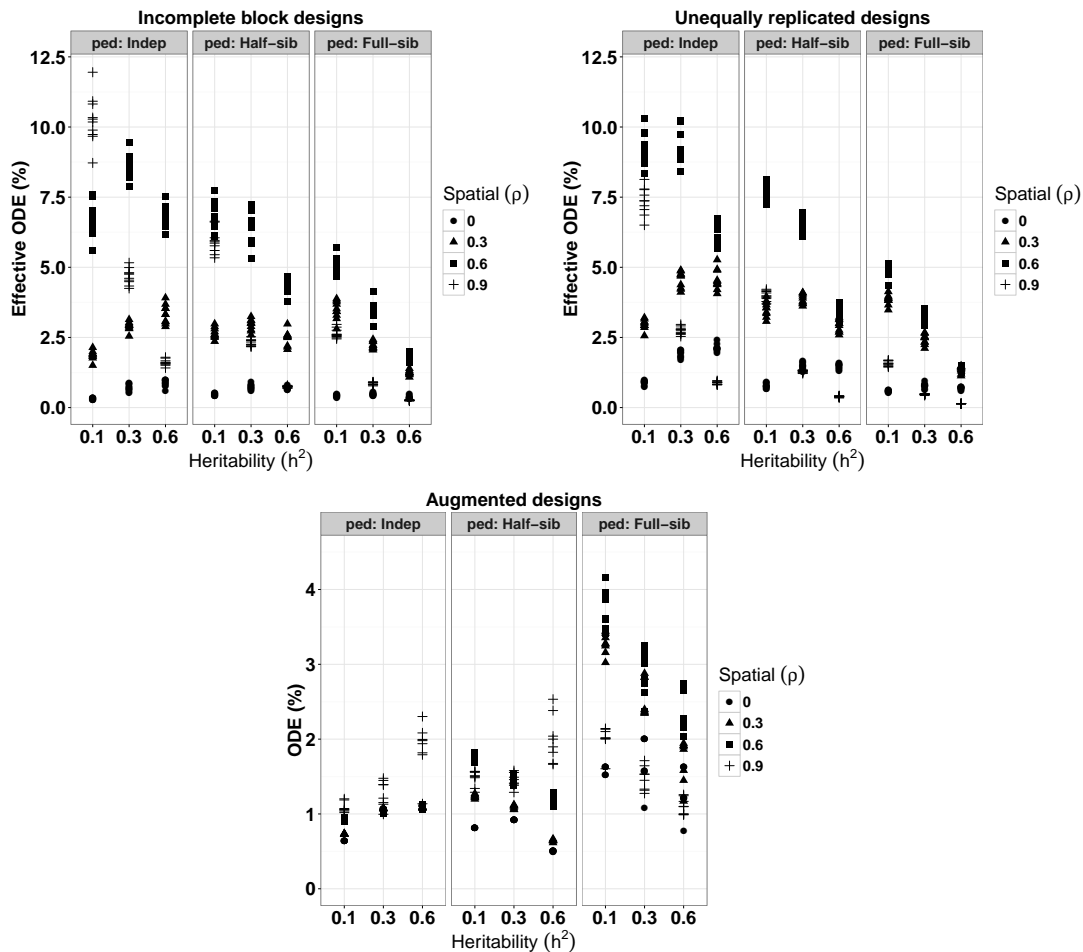 Incomplete block designs
ped: Indep
ped: Half−sib
ped: Full−sib
12.5
10.0
7.5
5.0
2.5
0.0
Effective ODE (%)
0.1 0.3 0.6
0.1 0.3 0.6
0.1 0.3 0.6
Heritability (h²)
Spatial (ρ)
0
0.3
0.6
0.9
Unequally replicated designs
ped: Indep
ped: Half−sib
ped: Full−sib
12.5
10.0
7.5
5.0
2.5
0.0
Effective ODE (%)
0.1 0.3 0.6
0.1 0.3 0.6
0.1 0.3 0.6
Heritability (h²)
Spatial (ρ)
0
0.3
0.6
0.9
Augmented designs
ped: Indep
ped: Half−sib
ped: Full−sib
4
3
2
1
0
ODE (%)
0.1 0.3 0.6
0.1 0.3 0.6
0.1 0.3 0.6
Heritability (h²)
Spatial (ρ)
0
0.3
0.6
0.9